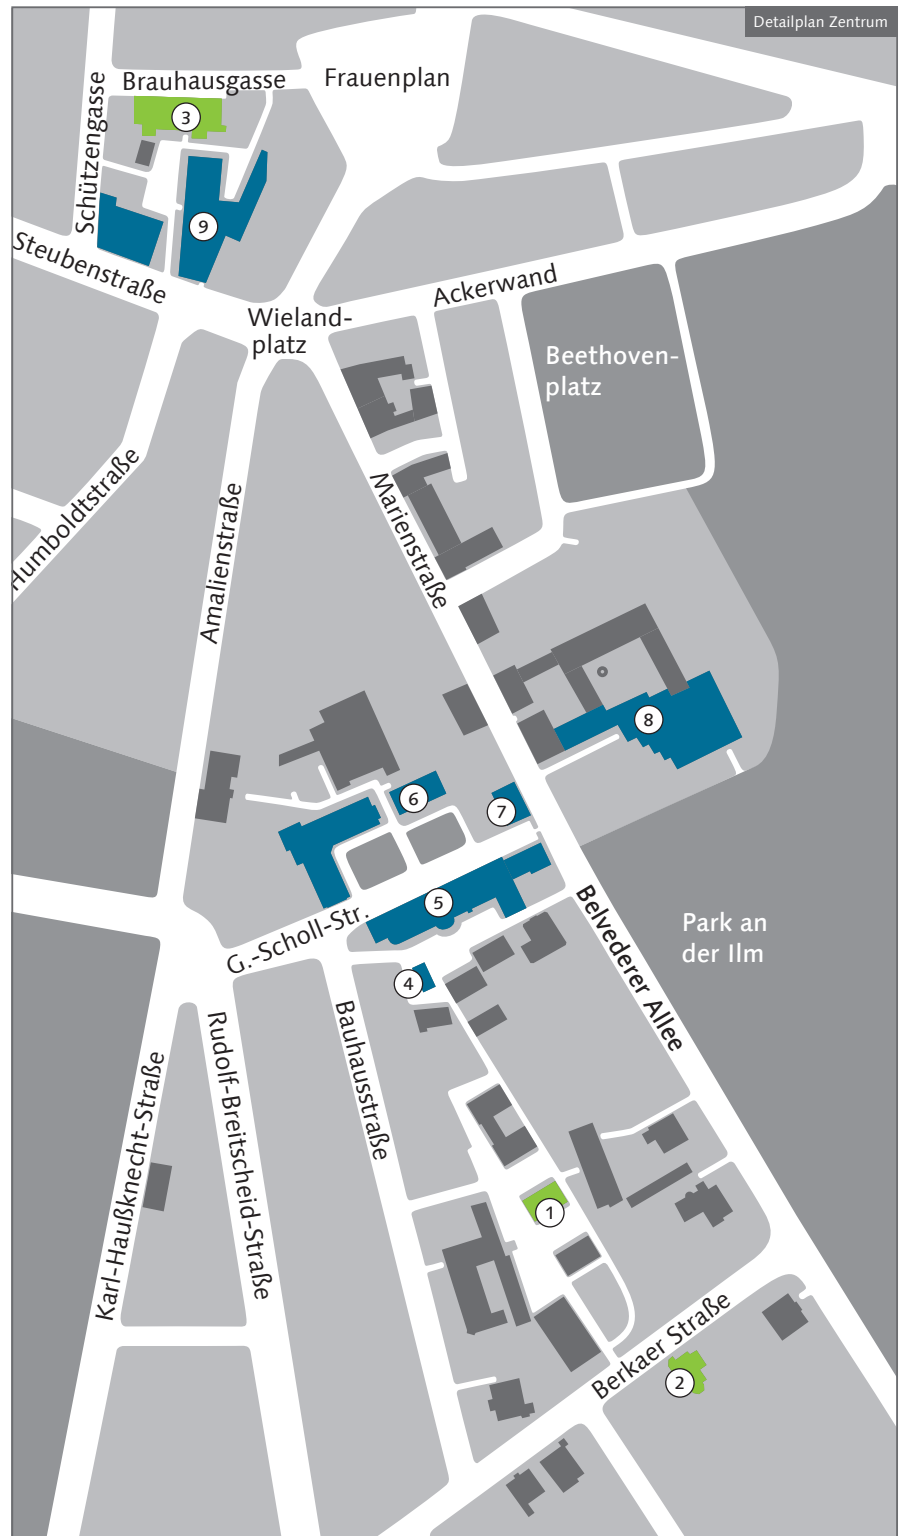 Detailplan Zentrum
Brauhausgasse
Frauenplan
3
Schützengasse
9
Steubenstraße
Ackerwand
Wieland-
platz
Beethoven-
platz
Humboldtstraße
Marienstraße
Amalienstraße
8
6
7
5
G.-Scholl-Str.
Park an
der Ilm
Belvederer Allee
4
Bauhausstraße
Rudolf-Breitscheid-Straße
Karl-Haußknecht-Straße
1
Berkaer Straße
2